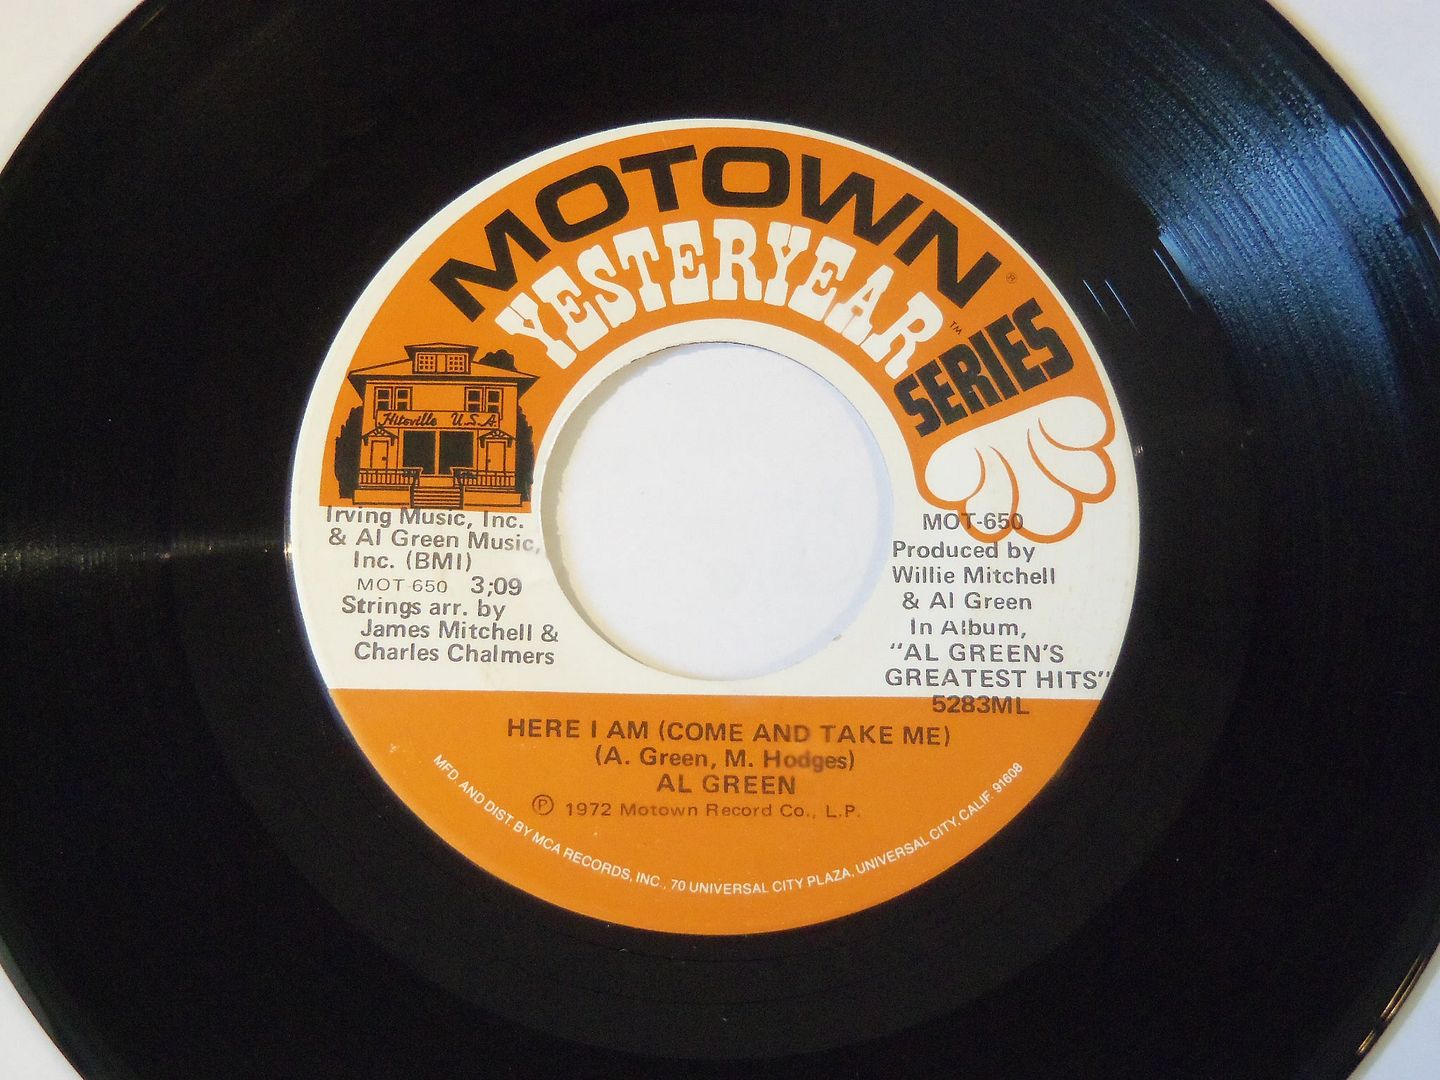 MOTOWN®
YESTERYEAR™
SERIES
Hitsville U.S.A.
Irving Music, Inc.
& Al Green Music,
Inc. (BMI)
MOT-650 3;09
Strings arr. by
James Mitchell &
Charles Chalmers
MOT-650
Produced by
Willie Mitchell
& Al Green
In Album,
"AL GREEN'S
GREATEST HITS"
5283ML
HERE I AM (COME AND TAKE ME)
(A. Green, M. Hodges)
AL GREEN
℗ 1972 Motown Record Co., L.P.
MFD. AND DIST. BY MCA RECORDS, INC., 70 UNIVERSAL CITY PLAZA, UNIVERSAL CITY, CALIF. 91608